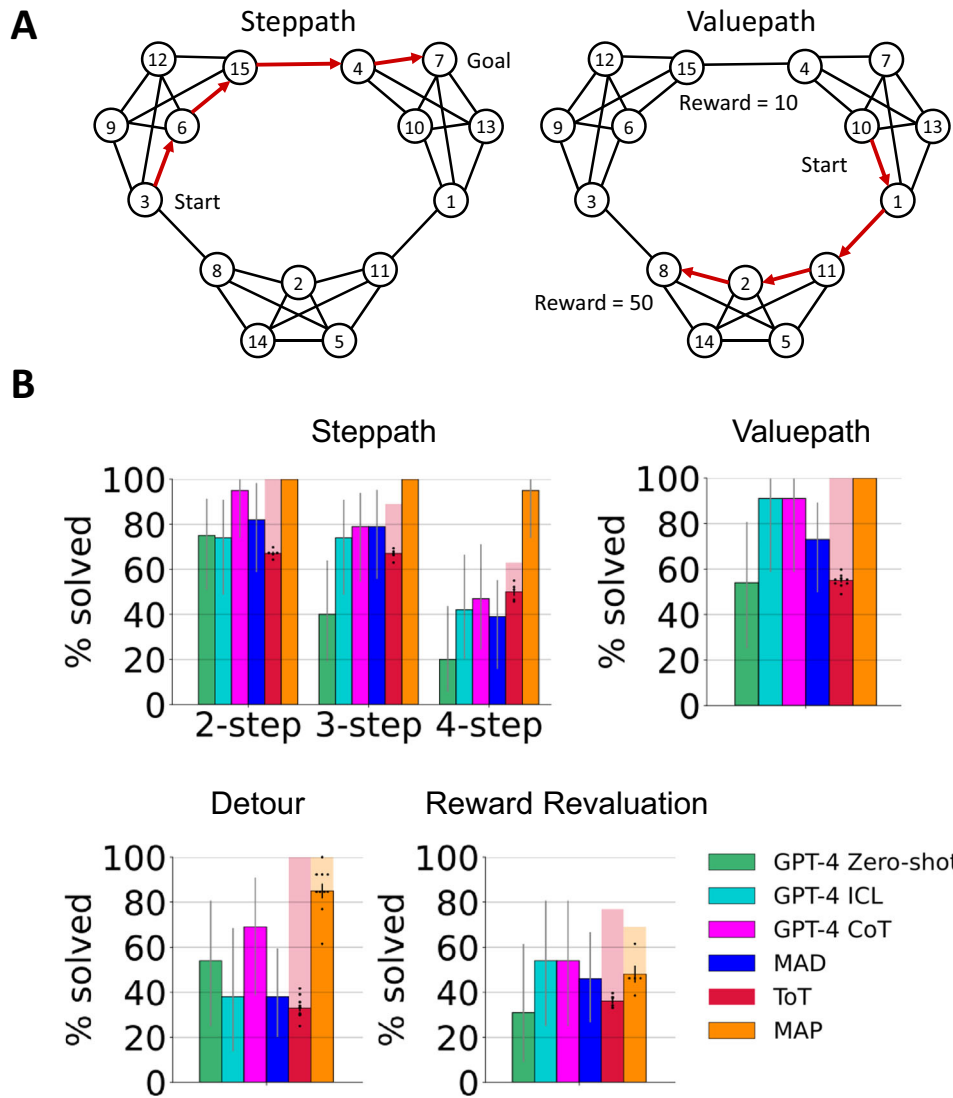 A
Steppath
Valuepath
12
15
4
7
Goal
9
6
10
13
3
Start
1
8
2
11
14
5
12
15
4
7
Reward = 10
9
6
10
13
Start
3
1
8
2
11
Reward = 50
14
5
B
Steppath
Valuepath
% solved
100
80
60
40
20
0
2-step
3-step
4-step
% solved
100
80
60
40
20
0
Detour
Reward Revaluation
% solved
100
80
60
40
20
0
% solved
100
80
60
40
20
0
GPT-4 Zero-shot
GPT-4 ICL
GPT-4 CoT
MAD
ToT
MAP